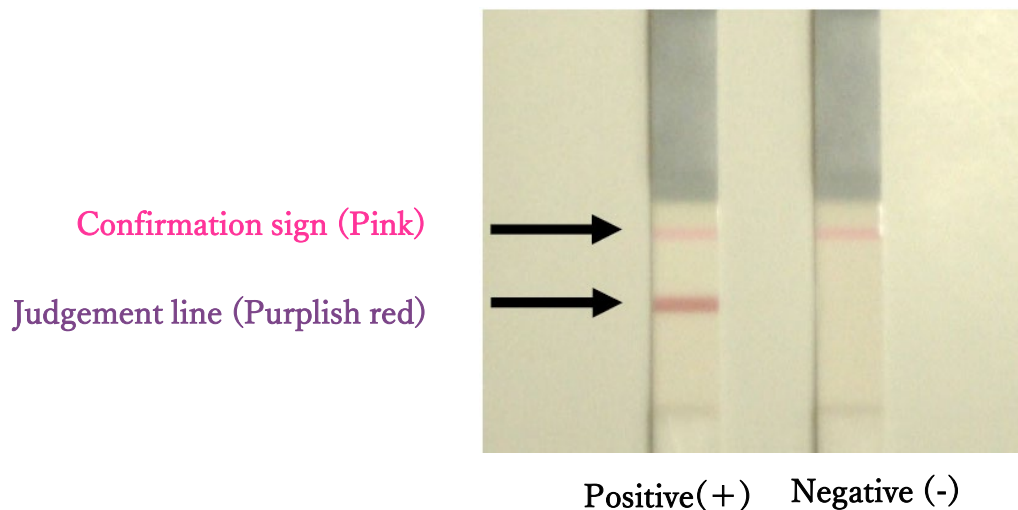 Confirmation sign (Pink)
Judgement line (Purplish red)
Positive(+) Negative (-)